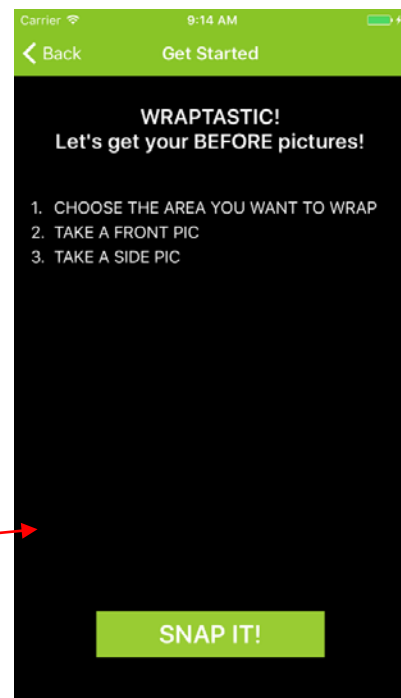 Carrier 9:14 AM
Back Get Started
WRAPTASTIC!
Let's get your BEFORE pictures!
1. CHOOSE THE AREA YOU WANT TO WRAP
2. TAKE A FRONT PIC
3. TAKE A SIDE PIC
SNAP IT!